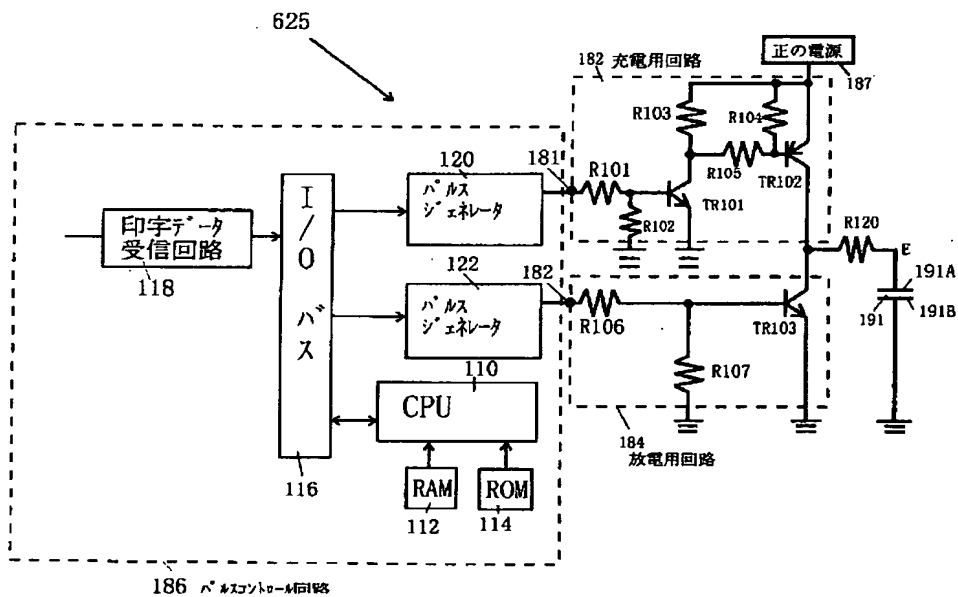 625
正の電源
187
182 充電用回路
R103
R104
R105
TR102
181
R101
TR101
R102
120
パルス
ジェネレータ
I/Oバス
印字データ
受信回路
118
R120
E
191A
191
191B
122
パルス
ジェネレータ
182
R106
TR103
R107
110
CPU
184
放電用回路
116
RAM
ROM
112
114
186 パルスコントロール回路